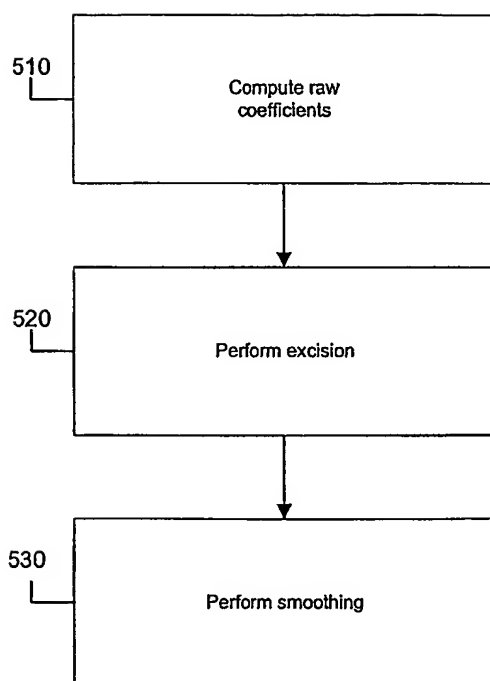 510
Compute raw
coefficients
520
Perform excision
530
Perform smoothing